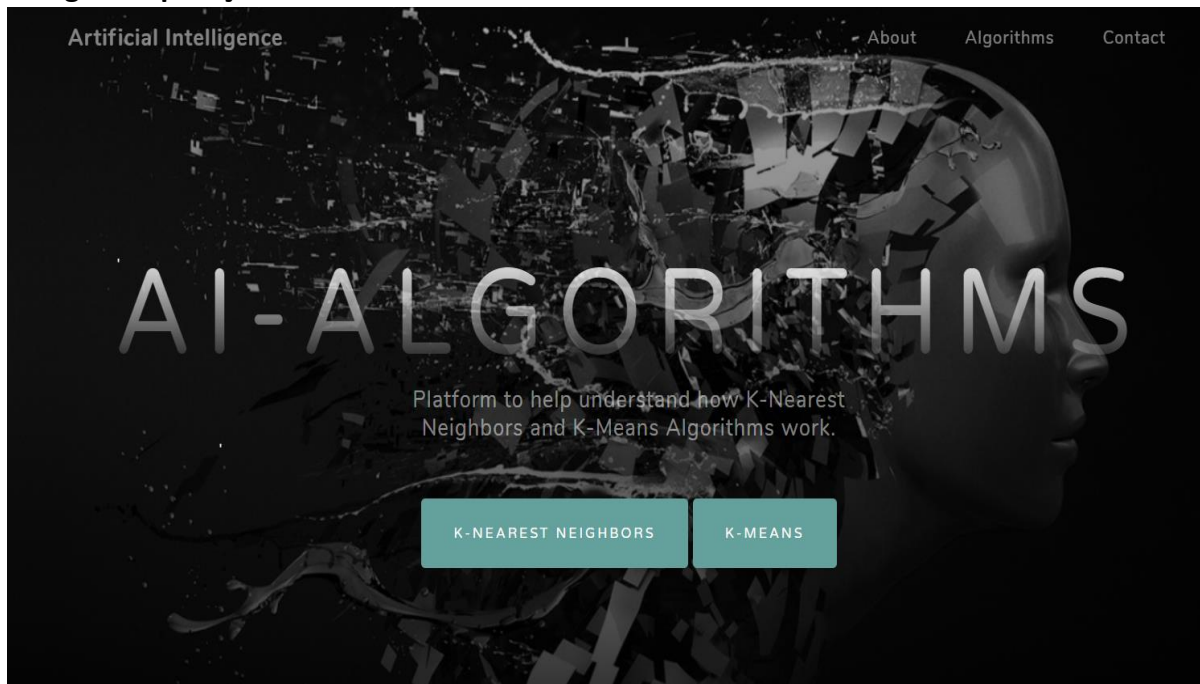 Artificial Intelligence
About Algorithms Contact
AI-ALGORITHMS
Platform to help understand how K-Nearest
Neighbors and K-Means Algorithms work.
K-NEAREST NEIGHBORS
K-MEANS